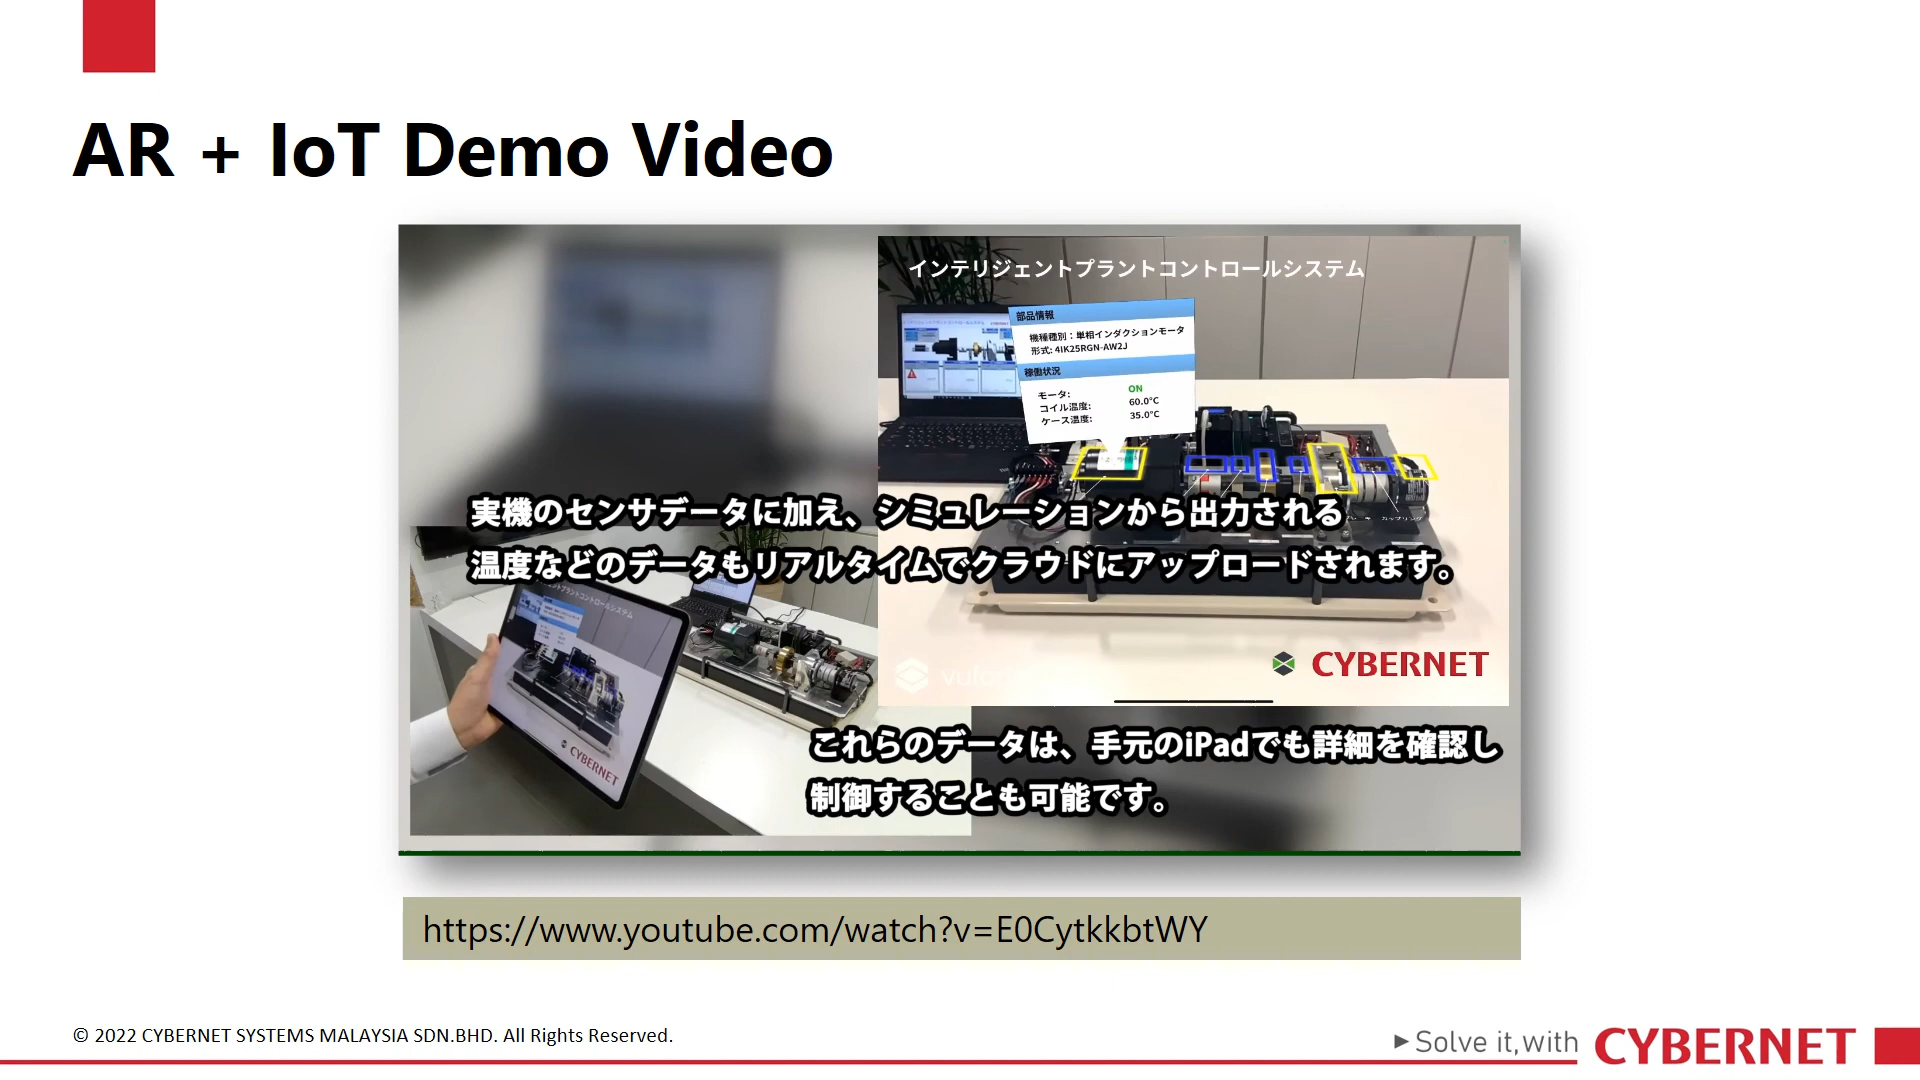 AR + IoT Demo Video
インテリジェントプラントコントロールシステム
部品情報
機種種別：単相インダクションモータ
形式: 4IK25RGN-AW2J
稼働状況
モータ: ON
コイル温度: 60.0°C
ケース温度: 35.0°C
実機のセンサデータに加え、シミュレーションから出力される
温度などのデータもリアルタイムでクラウドにアップロードされます。
CYBERNET
CYBERNET
これらのデータは、手元のiPadでも詳細を確認し
制御することも可能です。
https://www.youtube.com/watch?v=E0CytkkbtWY
© 2022 CYBERNET SYSTEMS MALAYSIA SDN.BHD. All Rights Reserved.
Solve it, with CYBERNET